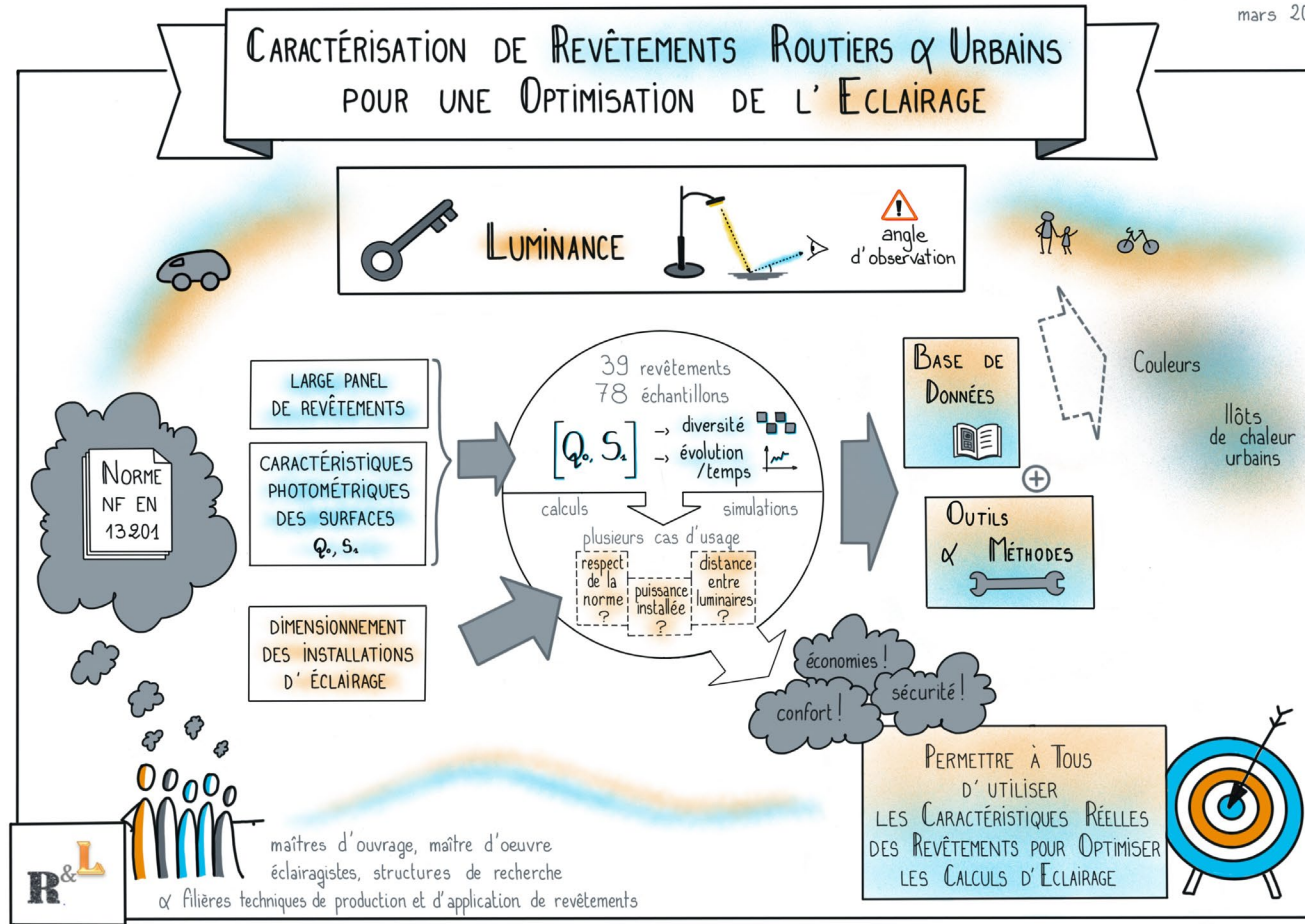 mars 20
CARACTÉRISATION DE REVÊTEMENTS ROUTIERS & URBAINS
POUR UNE OPTIMISATION DE L' ECLAIRAGE
LUMINANCE
angle
d'observation
NORME
NF EN
13201
LARGE PANEL
DE REVÊTEMENTS
CARACTÉRISTIQUES
PHOTOMÉTRIQUES
DES SURFACES
Q₀, S₁
DIMENSIONNEMENT
DES INSTALLATIONS
D' ÉCLAIRAGE
39 revêtements
78 échantillons
[Q₀, S₁]
→ diversité
→ évolution
/temps
calculs
simulations
plusieurs cas d'usage
respect
de la
norme
?
puissance
installée
?
distance
entre
luminaires
?
BASE DE
DONNÉES
+
OUTILS
& MÉTHODES
Couleurs
Ilôts
de chaleur
urbains
économies !
confort !
sécurité !
PERMETTRE À TOUS
D' UTILISER
LES CARACTÉRISTIQUES RÉELLES
DES REVÊTEMENTS POUR OPTIMISER
LES CALCULS D'ECLAIRAGE
R&L
maîtres d'ouvrage, maître d'oeuvre
éclairagistes, structures de recherche
& filières techniques de production et d'application de revêtements